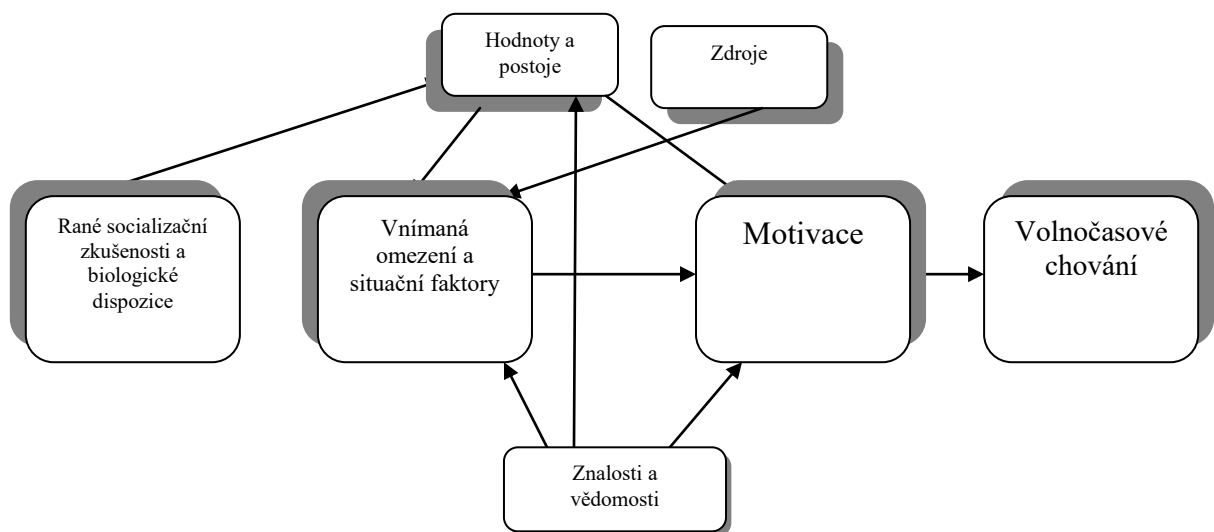 Hodnoty a
postoje
Zdroje
Rané socializační
zkušenosti a
biologické
dispozice
Vnímaná
omezení a
situační faktory
Motivace
Volnočasové
chování
Znalosti a
vědomosti